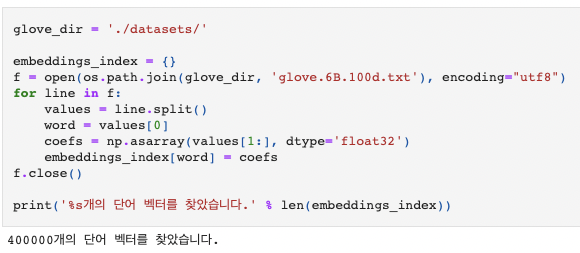 glove_dir = './datasets/'
embeddings_index = {}
f = open(os.path.join(glove_dir, 'glove.6B.100d.txt'), encoding="utf8")
for line in f:
    values = line.split()
    word = values[0]
    coefs = np.asarray(values[1:], dtype='float32')
    embeddings_index[word] = coefs
f.close()
print('%s개의 단어 벡터를 찾았습니다.' % len(embeddings_index))
400000개의 단어 벡터를 찾았습니다.